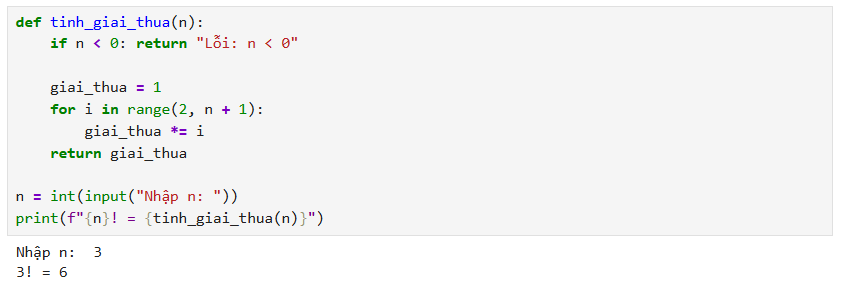 def tinh_giai_thua(n):
    if n < 0: return "Lỗi: n < 0"

    giai_thua = 1
    for i in range(2, n + 1):
        giai_thua *= i
    return giai_thua

n = int(input("Nhập n: "))
print(f"{n}! = {tinh_giai_thua(n)}")
Nhập n:  3
3! = 6